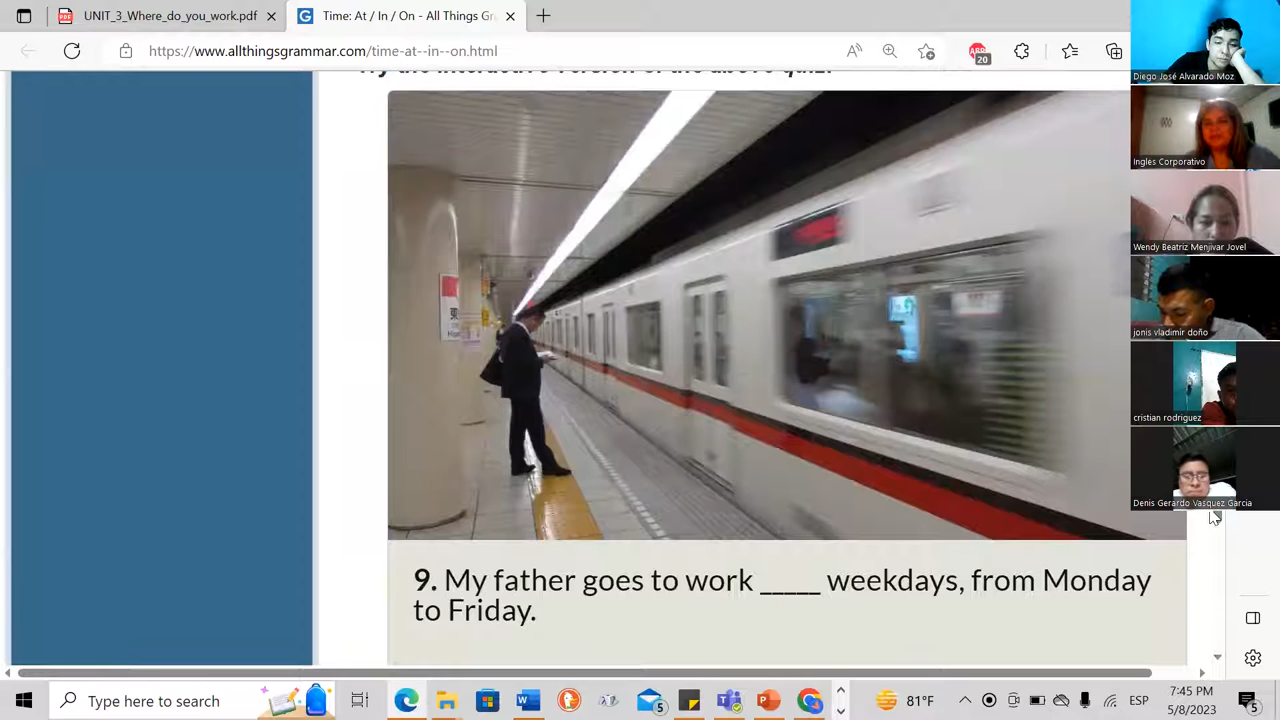 UNIT_3_Where_do_you_work.pdf
Time: At / In / On - All Things Gr
https://www.allthingsgrammar.com/time-at--in--on.html
20
Diego José Alvarado Moz
Ingles Corporativo
Wendy Beatriz Menjivar Jovel
jonis vladimir doño
cristian rodriguez
Denis Gerardo Vasquez Garcia
9. My father goes to work _____ weekdays, from Monday
to Friday.
Type here to search
5
81°F
ESP
7:45 PM
5/8/2023
5